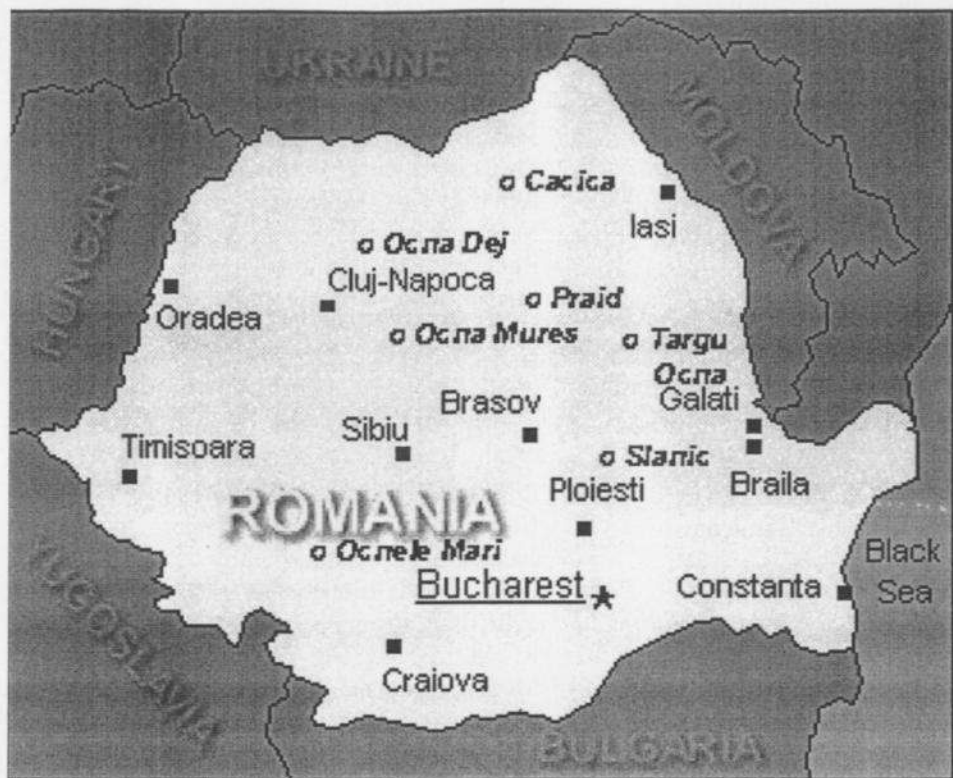 UKRAINE
MOLDOVA
HUNGARY
o Cacica
Iasi
o Ocna Dej
Cluj-Napoca
Oradea
o Praid
o Ocna Mures
o Targu
Ocna
Galati
Brasov
Sibiu
Timisoara
o Slanic
Braila
Ploiesti
ROMANIA
o Ocnele Mari
Black
Sea
Bucharest
Constanta
YUGOSLAVIA
Craiova
BULGARIA